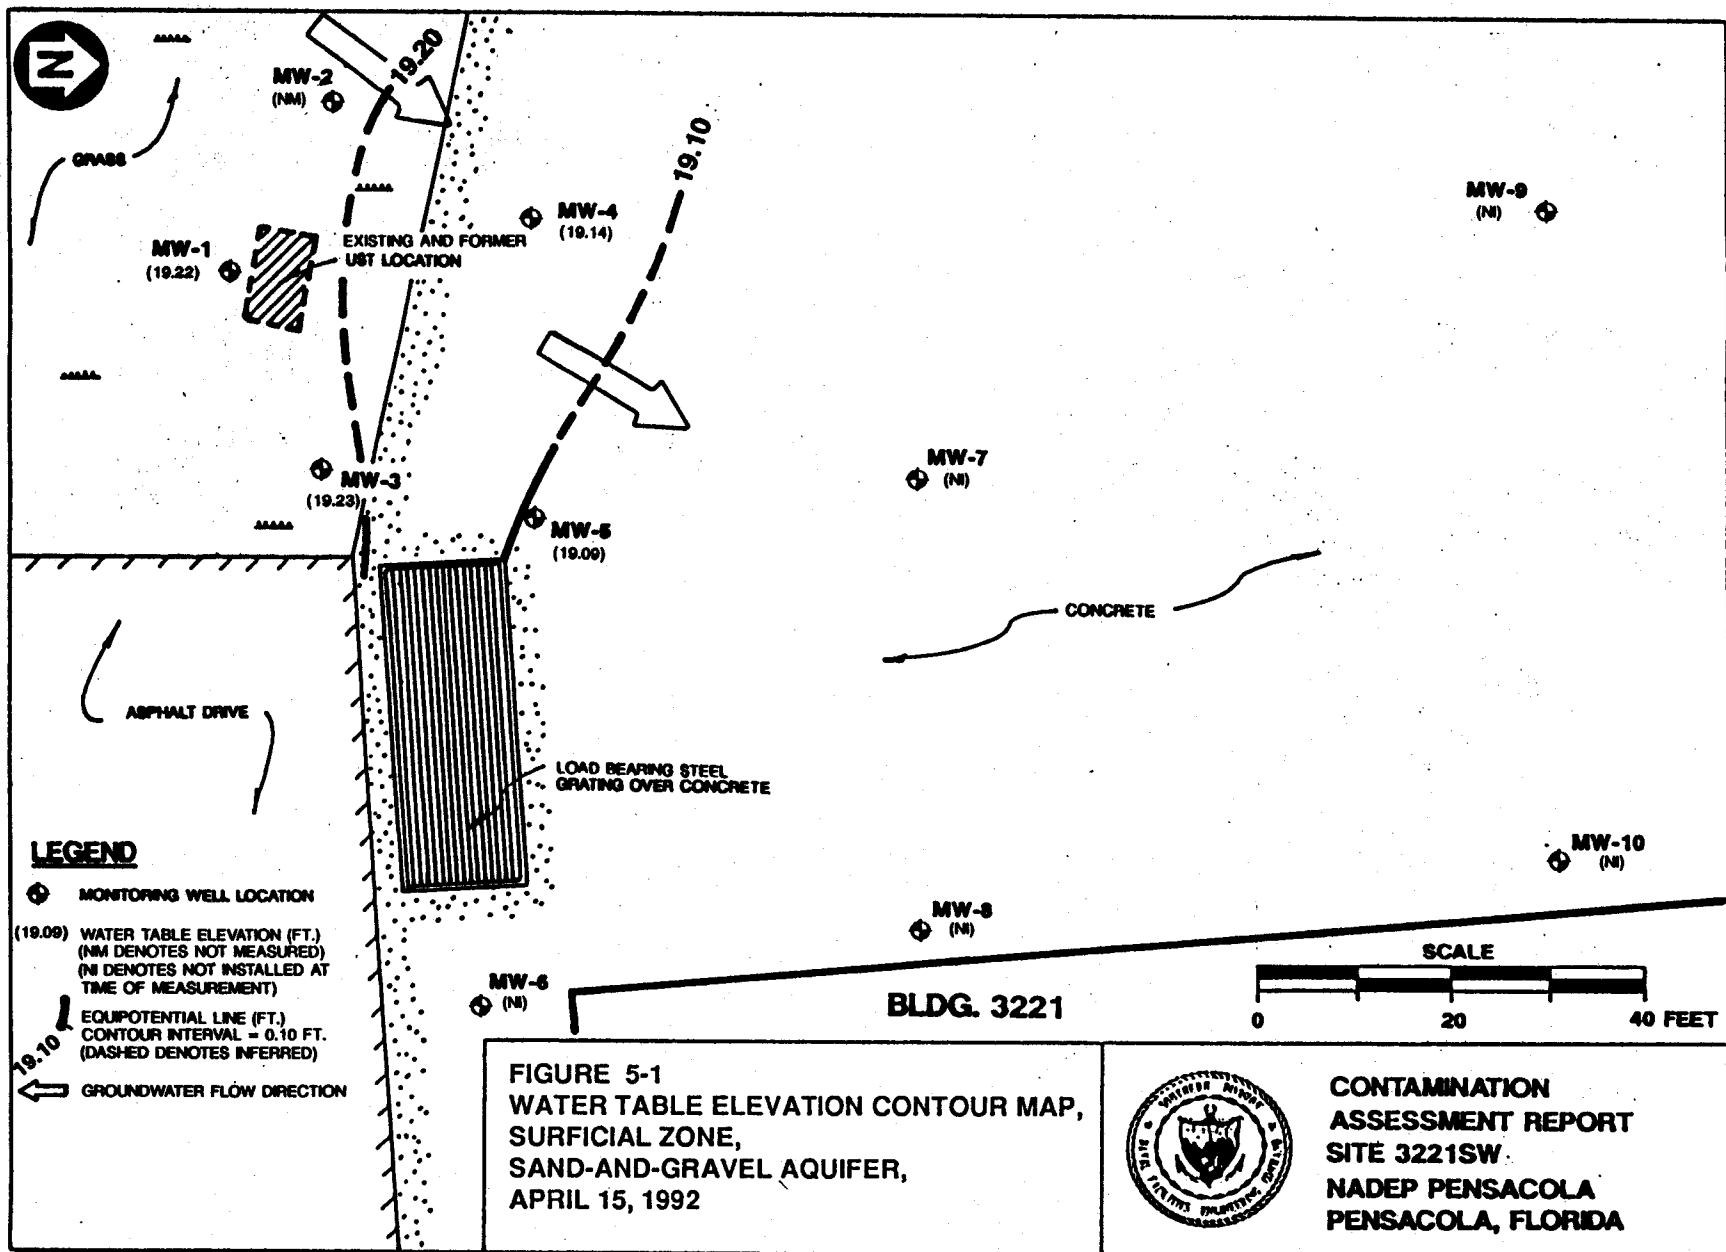 N
MW-2
(NM)
19.20
GRASS
19.10
MW-4
(19.14)
MW-9
(NI)
MW-1
(19.22)
EXISTING AND FORMER
UST LOCATION
MW-3
(19.23)
MW-7
(NI)
MW-5
(19.09)
CONCRETE
ASPHALT DRIVE
LOAD BEARING STEEL
GRATING OVER CONCRETE
MW-10
(NI)
MW-8
(NI)
MW-6
(NI)
BLDG. 3221
SCALE
0 20 40 FEET
LEGEND
MONITORING WELL LOCATION
(19.09) WATER TABLE ELEVATION (FT.)
(NM DENOTES NOT MEASURED)
(NI DENOTES NOT INSTALLED AT
TIME OF MEASUREMENT)
19.10 EQUIPOTENTIAL LINE (FT.)
CONTOUR INTERVAL = 0.10 FT.
(DASHED DENOTES INFERRED)
GROUNDWATER FLOW DIRECTION
FIGURE 5-1
WATER TABLE ELEVATION CONTOUR MAP,
SURFICIAL ZONE,
SAND-AND-GRAVEL AQUIFER,
APRIL 15, 1992
CONTAMINATION
ASSESSMENT REPORT
SITE 3221SW
NADEP PENSACOLA
PENSACOLA, FLORIDA